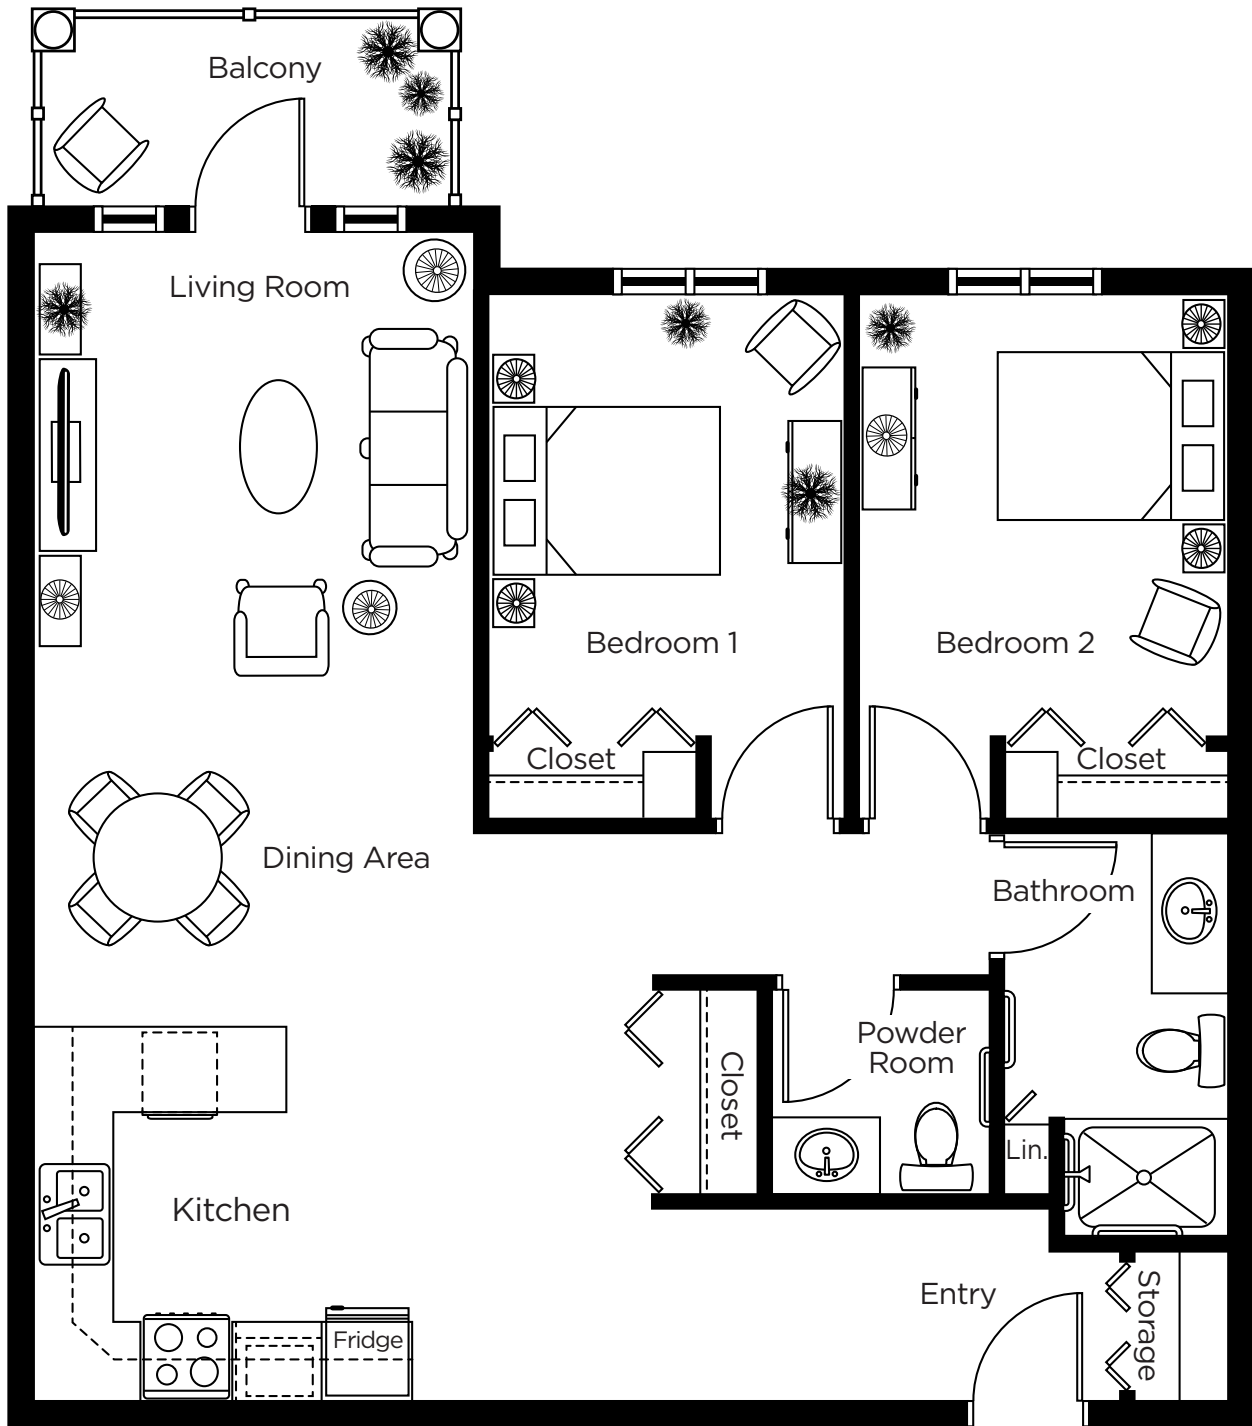 Balcony
Living Room
Bedroom 1
Bedroom 2
Closet
Closet
Dining Area
Bathroom
Powder
Room
Closet
Lin.
Kitchen
Entry
Storage
Fridge